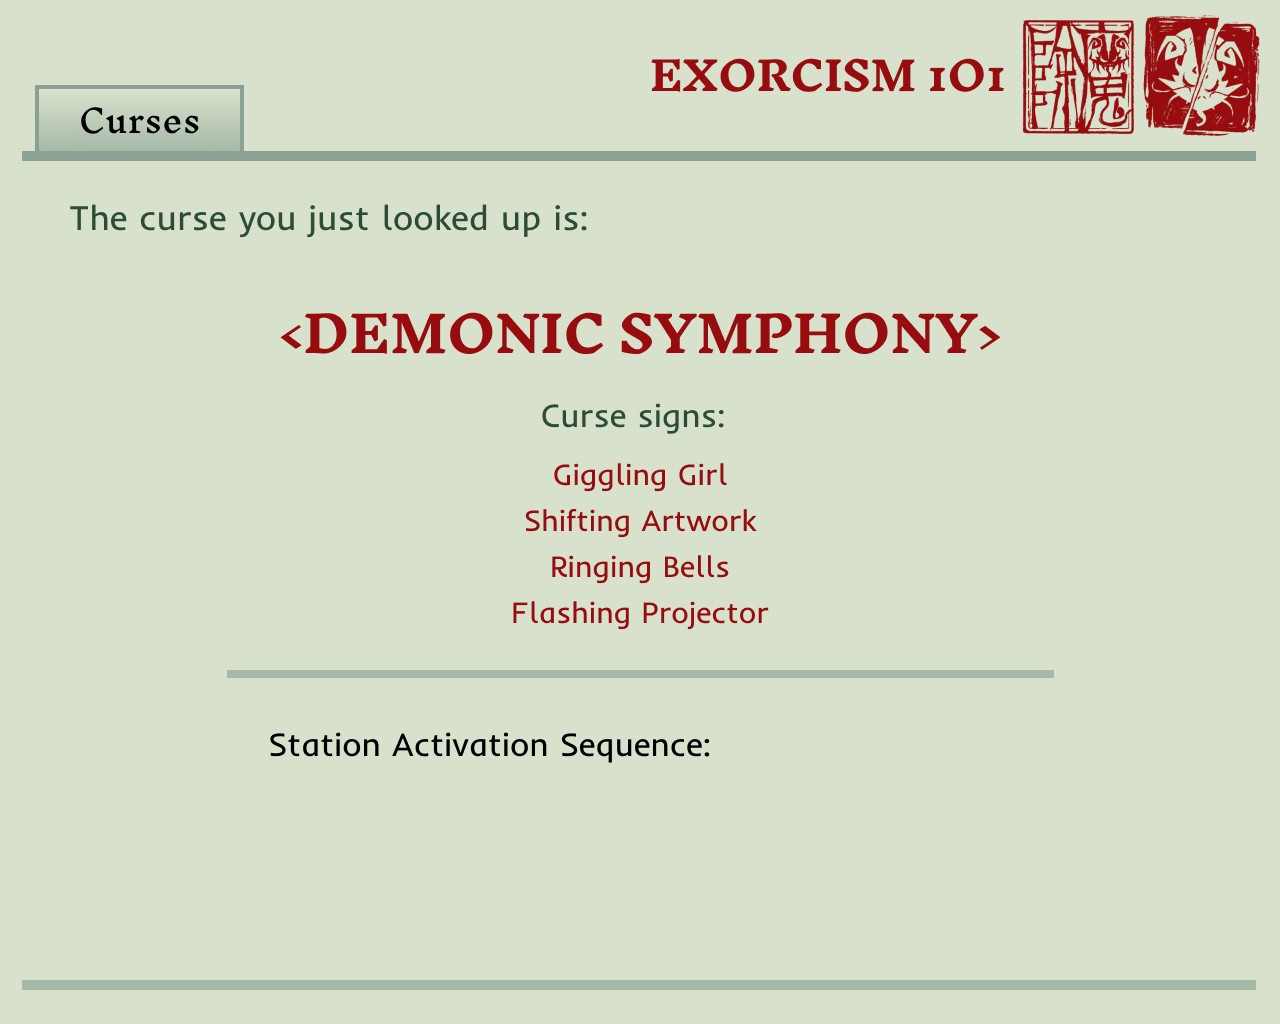 EXORCISM 101
Curses
The curse you just looked up is:
<DEMONIC SYMPHONY>
Curse signs:
Giggling Girl
Shifting Artwork
Ringing Bells
Flashing Projector
Station Activation Sequence: